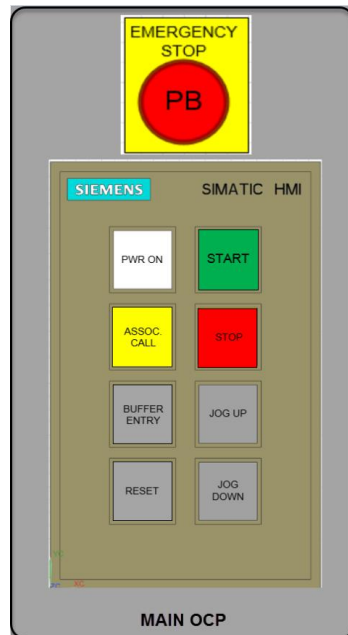 EMERGENCY
STOP
PB
SIEMENS
SIMATIC HMI
PWR ON
START
ASSOC.
CALL
STOP
BUFFER
ENTRY
JOG UP
RESET
JOG
DOWN
XC
MAIN OCP